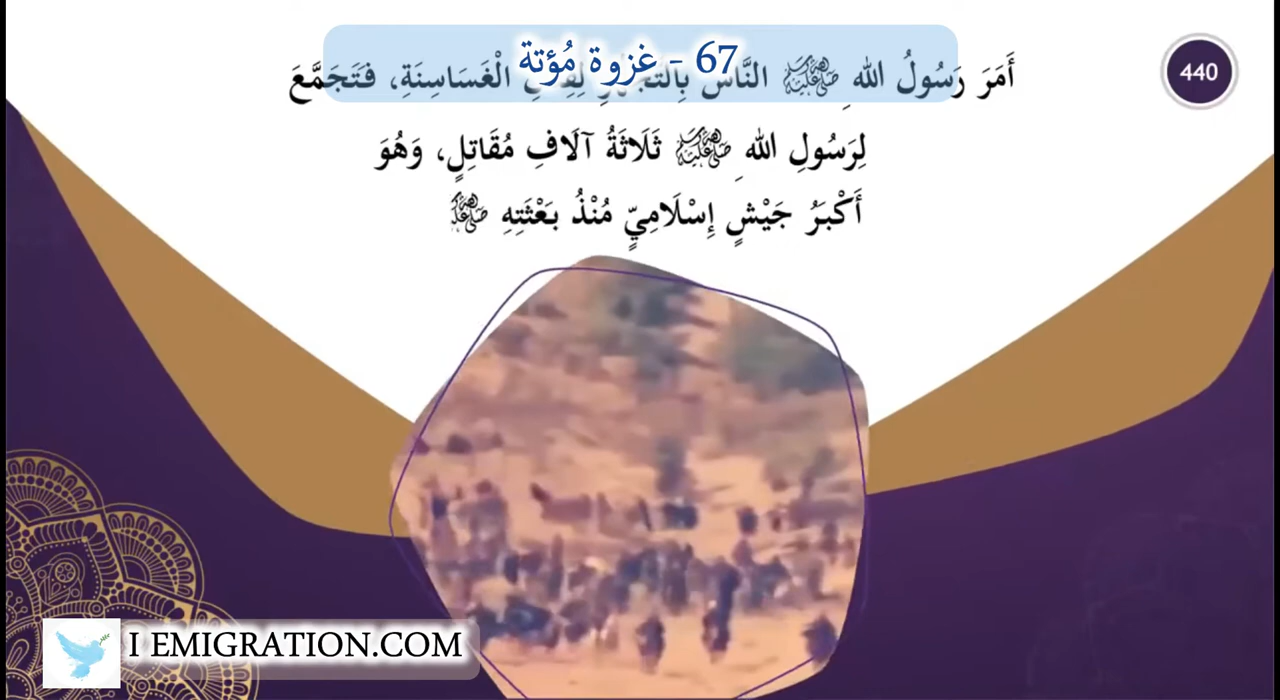 67 - غزوة مُؤتة
440
أَمَرَ رَسُولُ اللهِ ﷺ النَّاسَ بِالتَّجَهُّزِ لِقِتَالِ الْغَسَاسِنَةِ، فَتَجَمَّعَ
لِرَسُولِ اللهِ ﷺ ثَلَاثَةُ آلَافِ مُقَاتِلٍ، وَهُوَ
أَكْبَرُ جَيْشٍ إِسْلَامِيٍّ مُنْذُ بَعْثَتِهِ ﷺ
I EMIGRATION.COM